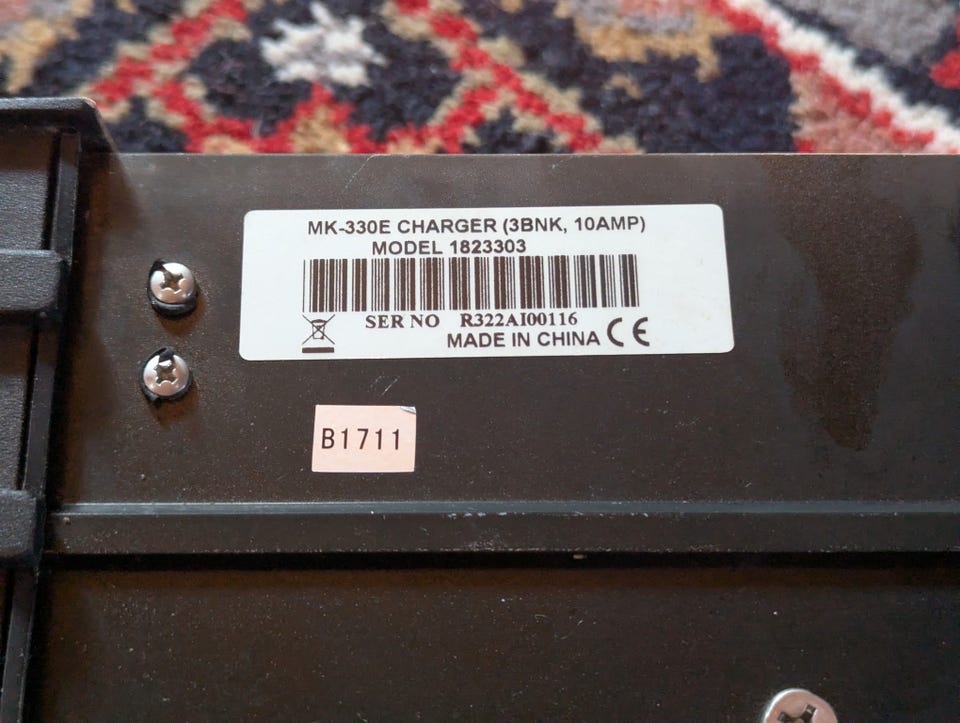 MK-330E CHARGER (3BNK, 10AMP)
MODEL 1823303
SER NO R322AI00116
MADE IN CHINA CE
B1711